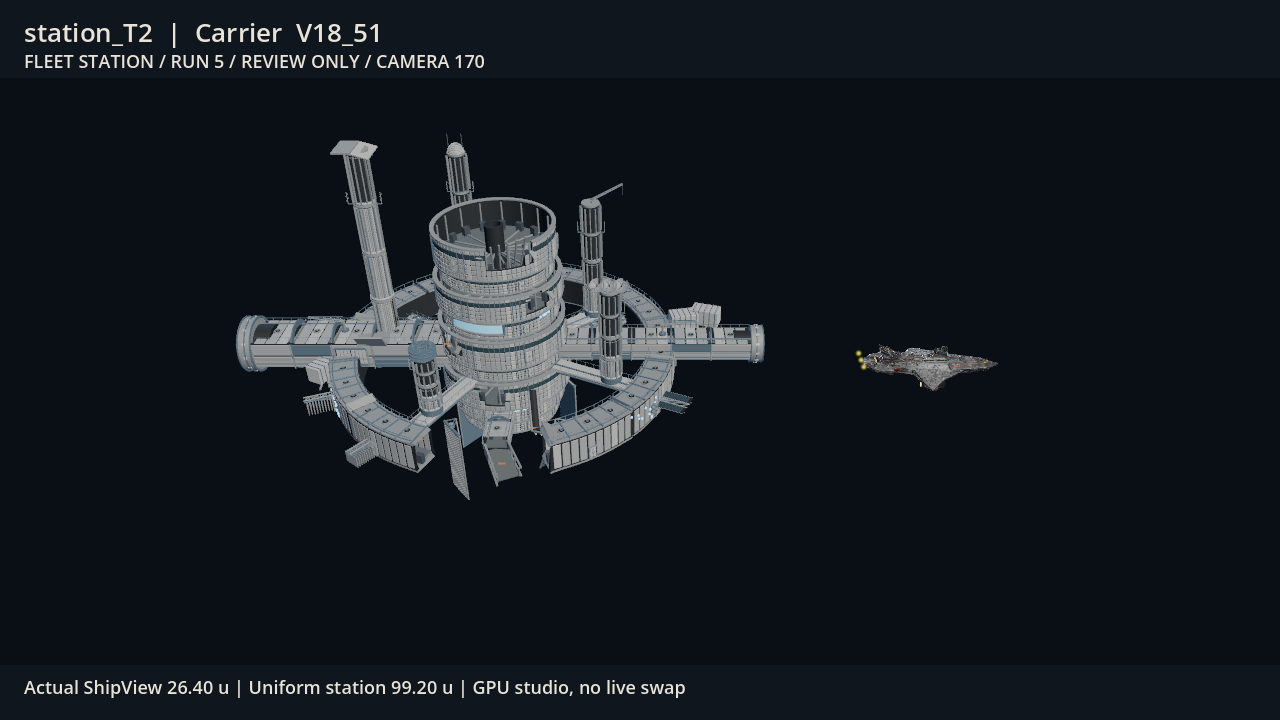 station_T2 | Carrier V18_51
FLEET STATION / RUN 5 / REVIEW ONLY / CAMERA 170
Actual ShipView 26.40 u | Uniform station 99.20 u | GPU studio, no live swap